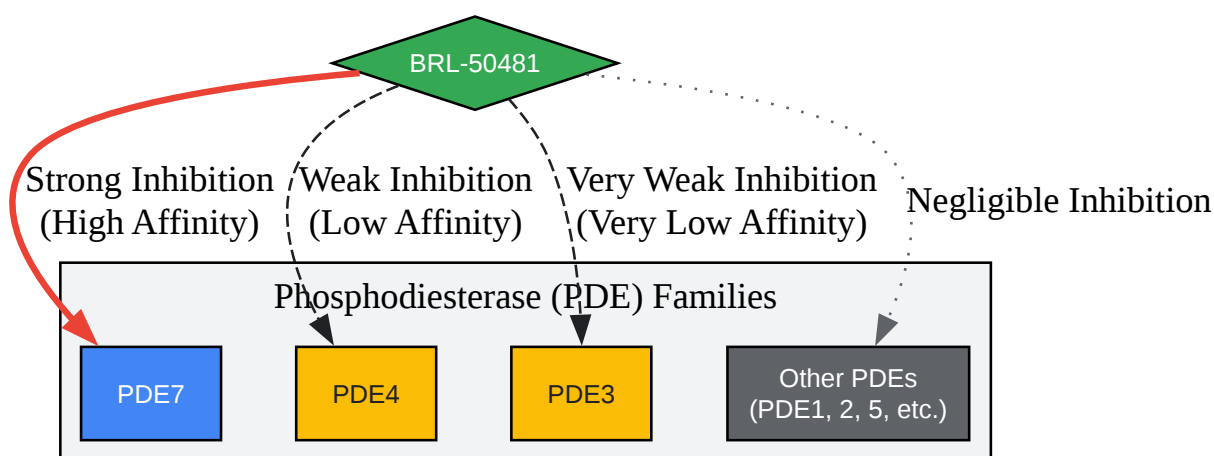 BRL-50481
Strong Inhibition
(High Affinity)
Weak Inhibition
(Low Affinity)
Very Weak Inhibition
(Very Low Affinity)
Negligible Inhibition
Phosphodiesterase (PDE) Families
PDE7
PDE4
PDE3
Other PDEs
(PDE1, 2, 5, etc.)